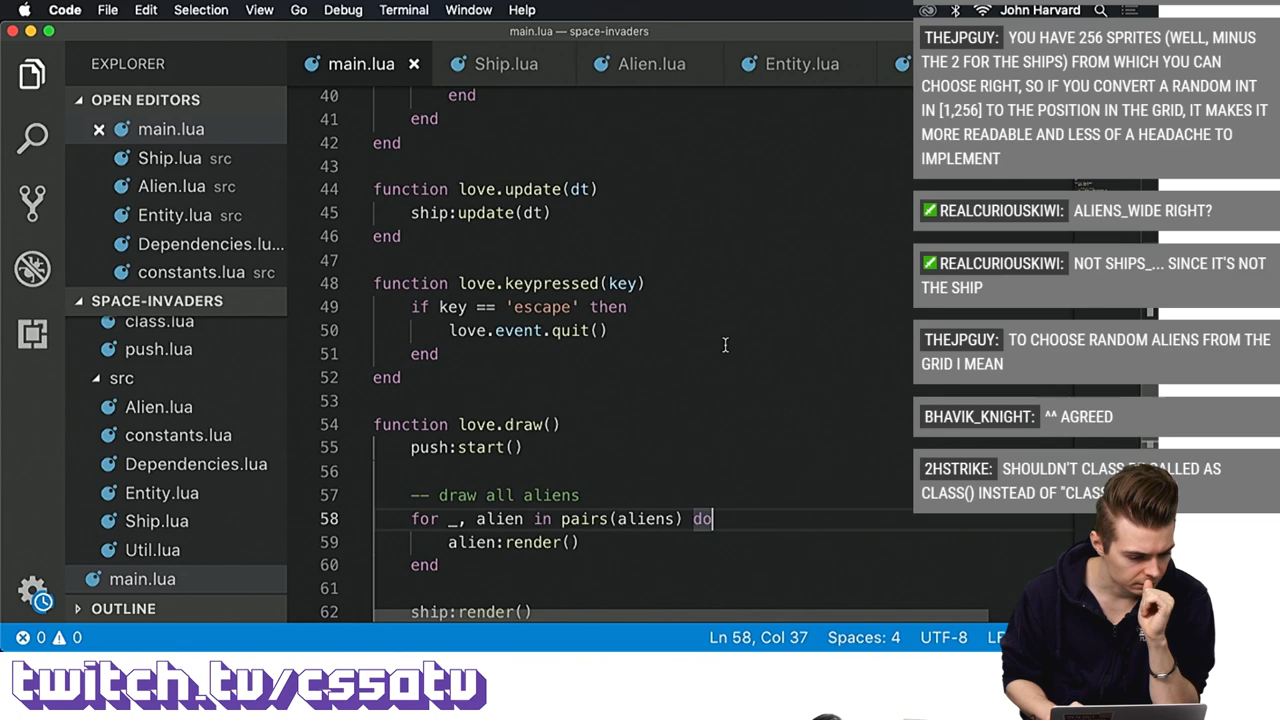 Code File Edit Selection View Go Debug Terminal Window Help John Harvard
main.lua — space-invaders
EXPLORER
OPEN EDITORS
main.lua
Ship.lua src
Alien.lua src
Entity.lua src
Dependencies.lu...
constants.lua src
SPACE-INVADERS
class.lua
push.lua
src
Alien.lua
constants.lua
Dependencies.lua
Entity.lua
Ship.lua
Util.lua
main.lua
OUTLINE
main.lua Ship.lua Alien.lua Entity.lua
40 end
41 end
42 end
43
44 function love.update(dt)
45 ship:update(dt)
46 end
47
48 function love.keypressed(key)
49 if key == 'escape' then
50 love.event.quit()
51 end
52 end
53
54 function love.draw()
55 push:start()
56
57 -- draw all aliens
58 for _, alien in pairs(aliens) do
59 alien:render()
60 end
61
62 ship:render()
THEJPGUY: YOU HAVE 256 SPRITES (WELL, MINUS
THE 2 FOR THE SHIPS) FROM WHICH YOU CAN
CHOOSE RIGHT, SO IF YOU CONVERT A RANDOM INT
IN [1,256] TO THE POSITION IN THE GRID, IT MAKES IT
MORE READABLE AND LESS OF A HEADACHE TO
IMPLEMENT
REALCURIOUSKIWI: ALIENS_WIDE RIGHT?
REALCURIOUSKIWI: NOT SHIPS_... SINCE IT'S NOT
THE SHIP
THEJPGUY: TO CHOOSE RANDOM ALIENS FROM THE
GRID I MEAN
BHAVIK_KNIGHT: ^^ AGREED
2HSTRIKE: SHOULDN'T CLASS CALLED AS
CLASS() INSTEAD OF
0 0 Ln 58, Col 37 Spaces: 4 UTF-8
twitch.tv/cs50tv